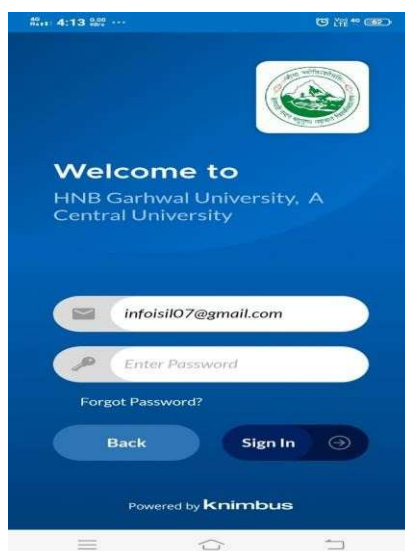 4:13
Welcome to
HNB Garhwal University, A
Central University
infoisil07@gmail.com
Enter Password
Forgot Password?
Back
Sign In
Powered by knimbus